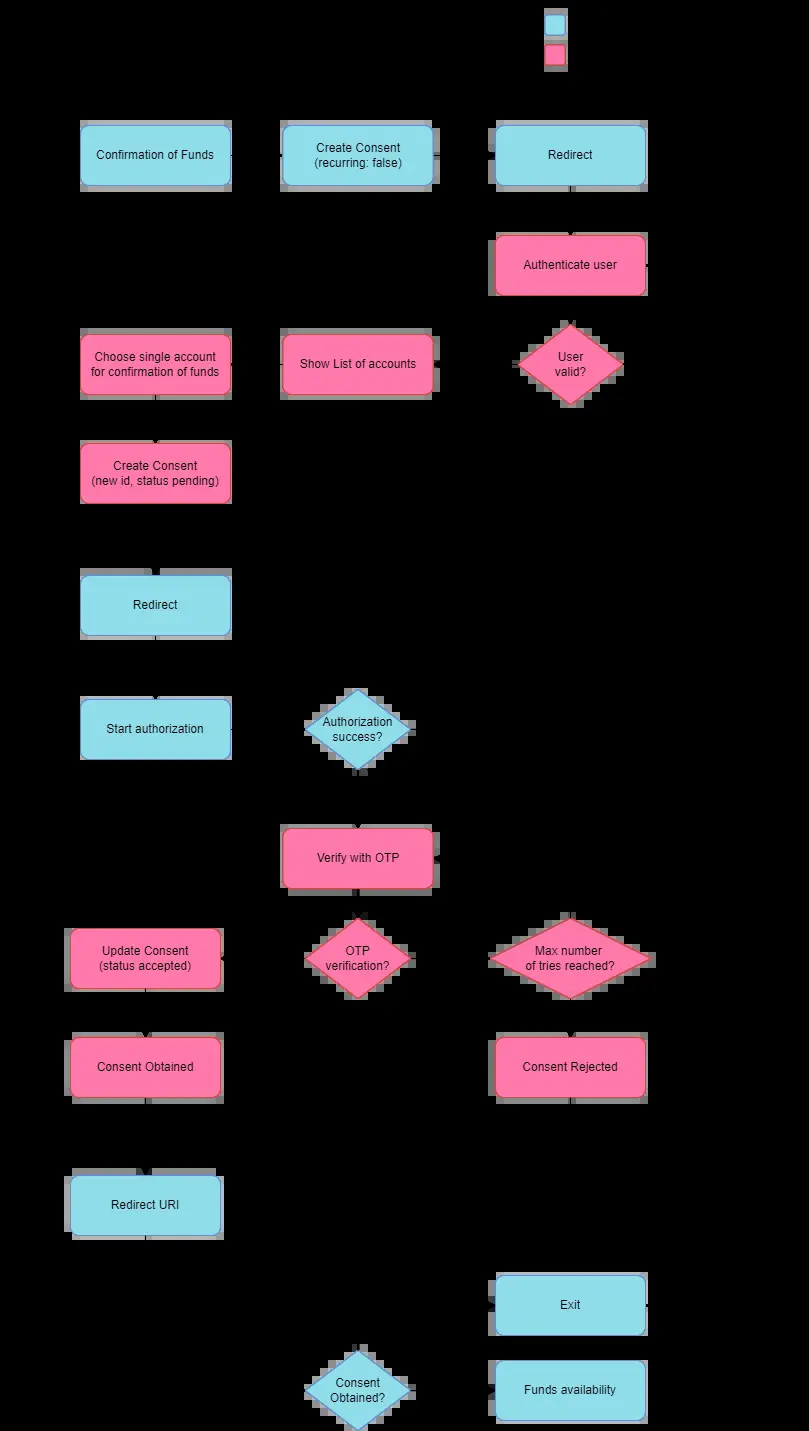 Confirmation of Funds
Create Consent
(recurring: false)
Redirect
Authenticate user
Choose single account
for confirmation of funds
Show List of accounts
User
valid?
Create Consent
(new id, status pending)
Redirect
Start authorization
Authorization
success?
Verify with OTP
Update Consent
(status accepted)
OTP
verification?
Max number
of tries reached?
Consent Obtained
Consent Rejected
Redirect URI
Exit
Consent
Obtained?
Funds availability